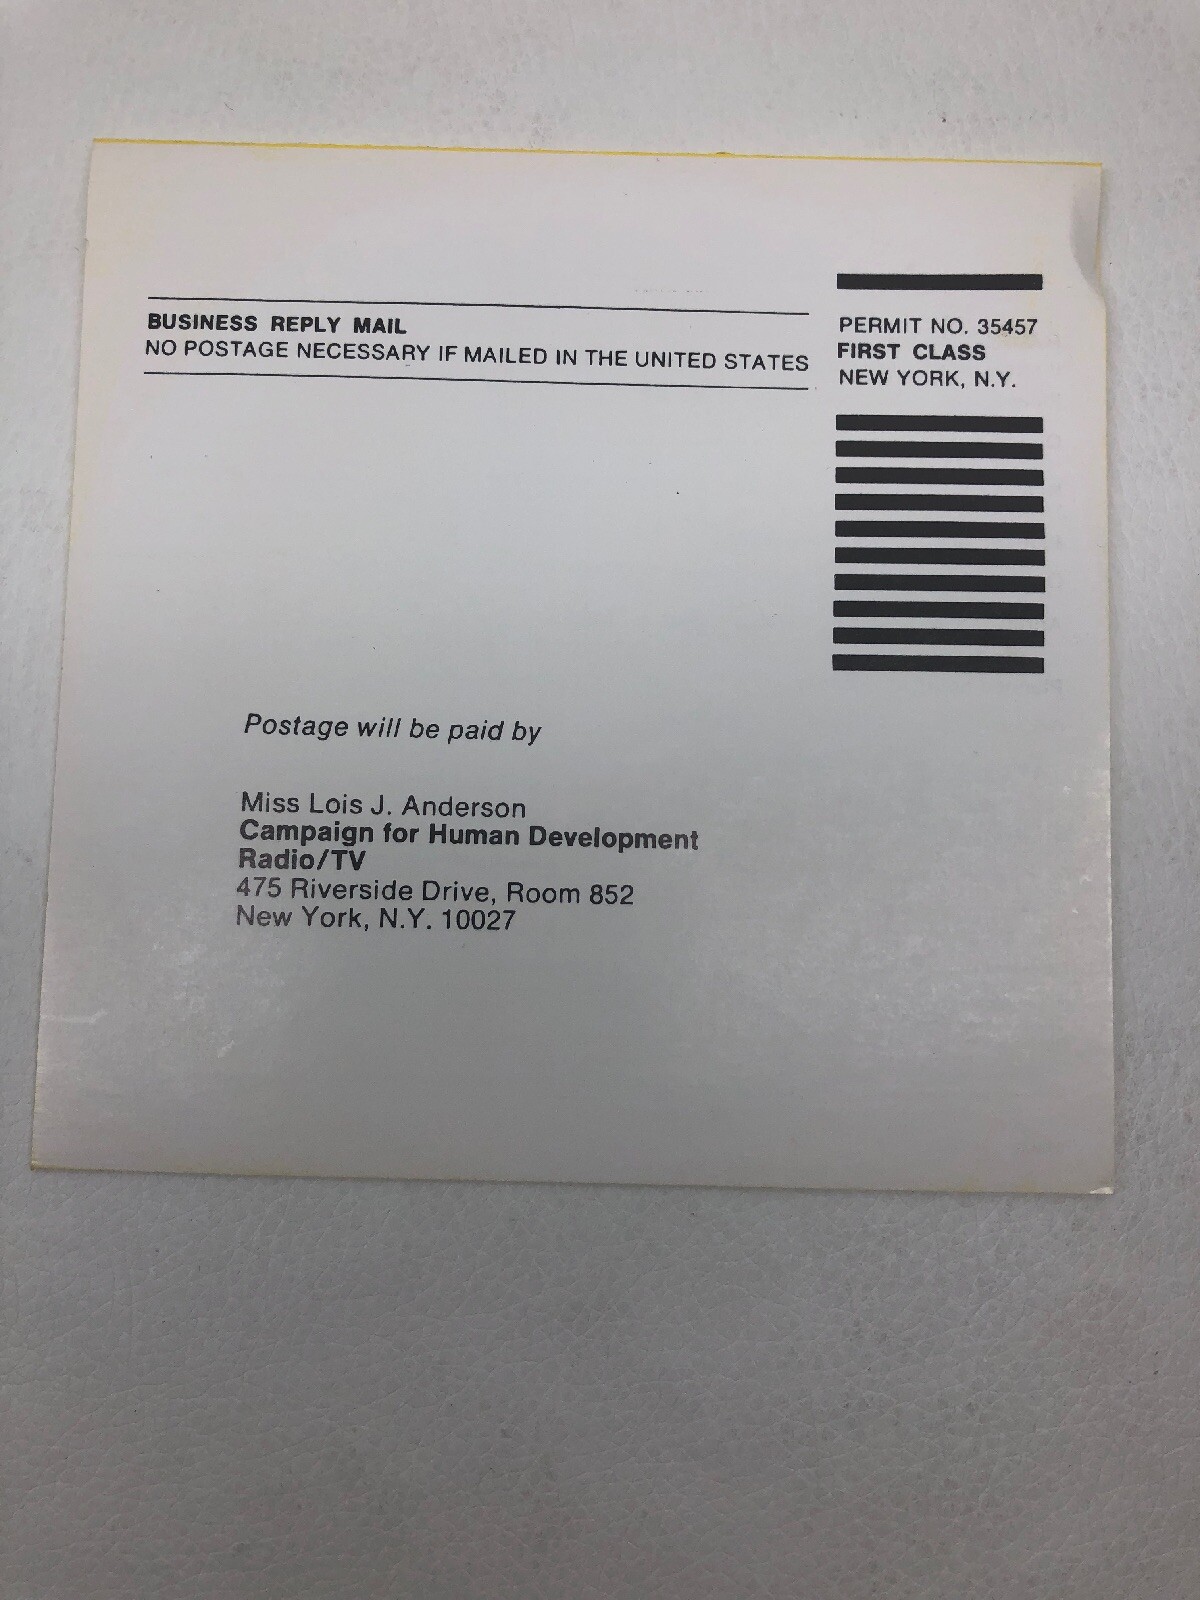 BUSINESS REPLY MAIL
NO POSTAGE NECESSARY IF MAILED IN THE UNITED STATES
PERMIT NO. 35457
FIRST CLASS
NEW YORK, N.Y.
Postage will be paid by
Miss Lois J. Anderson
Campaign for Human Development
Radio/TV
475 Riverside Drive, Room 852
New York, N.Y. 10027